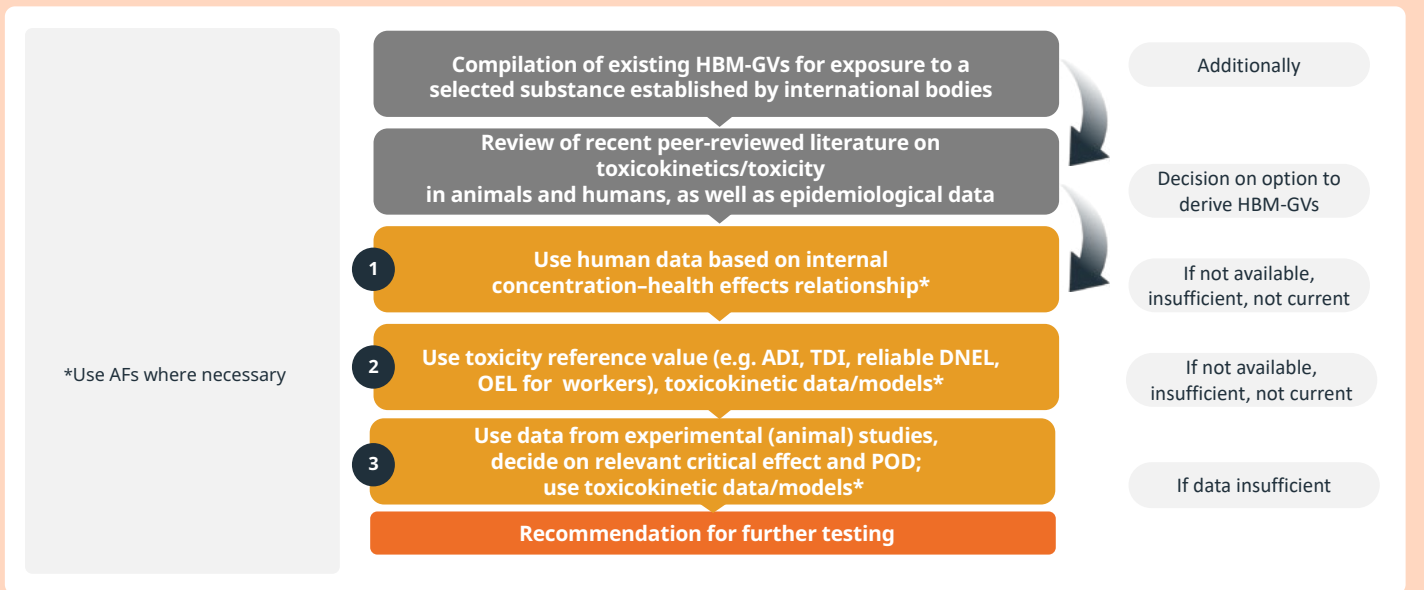 Compilation of existing HBM-GVs for exposure to a
selected substance established by international bodies
Additionally
Review of recent peer-reviewed literature on
toxicokinetics/toxicity
in animals and humans, as well as epidemiological data
Decision on option to
derive HBM-GVs
1
Use human data based on internal
concentration–health effects relationship*
If not available,
insufficient, not current
*Use AFs where necessary
2
Use toxicity reference value (e.g. ADI, TDI, reliable DNEL,
OEL for workers), toxicokinetic data/models*
If not available,
insufficient, not current
3
Use data from experimental (animal) studies,
decide on relevant critical effect and POD;
use toxicokinetic data/models*
If data insufficient
Recommendation for further testing